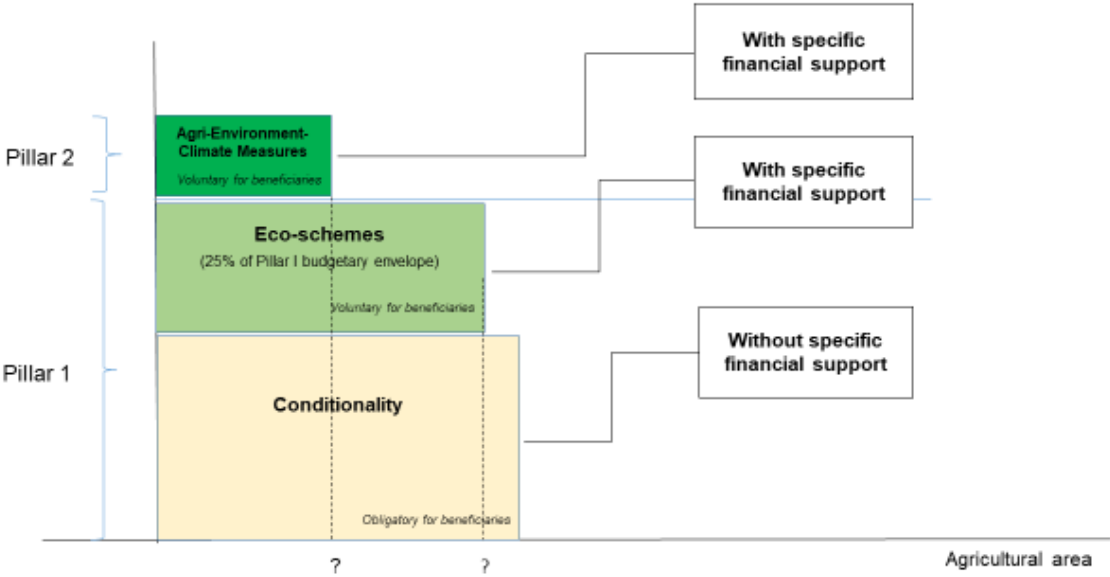 With specific
financial support
Pillar 2
Agri-Environment-
Climate Measures
Voluntary for beneficiaries
With specific
financial support
Eco-schemes
(25% of Pillar I budgetary envelope)
Voluntary for beneficiaries
Without specific
financial support
Pillar 1
Conditionality
Obligatory for beneficiaries
?
?
Agricultural area